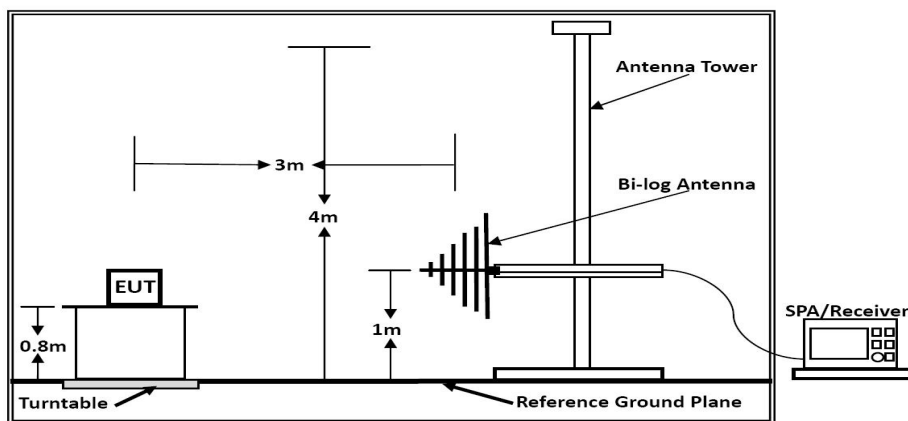 Antenna Tower
3m
Bi-log Antenna
4m
EUT
SPA/Receiver
0.8m
1m
Turntable
Reference Ground Plane